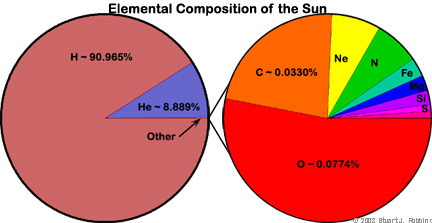 Elemental Composition of the Sun
H ~ 90.965%
He ~ 8.889%
Other
C ~ 0.0330%
Ne
N
Fe
Mg
Si
S
O ~ 0.0774%
© 2003 Stuart J. Robbins